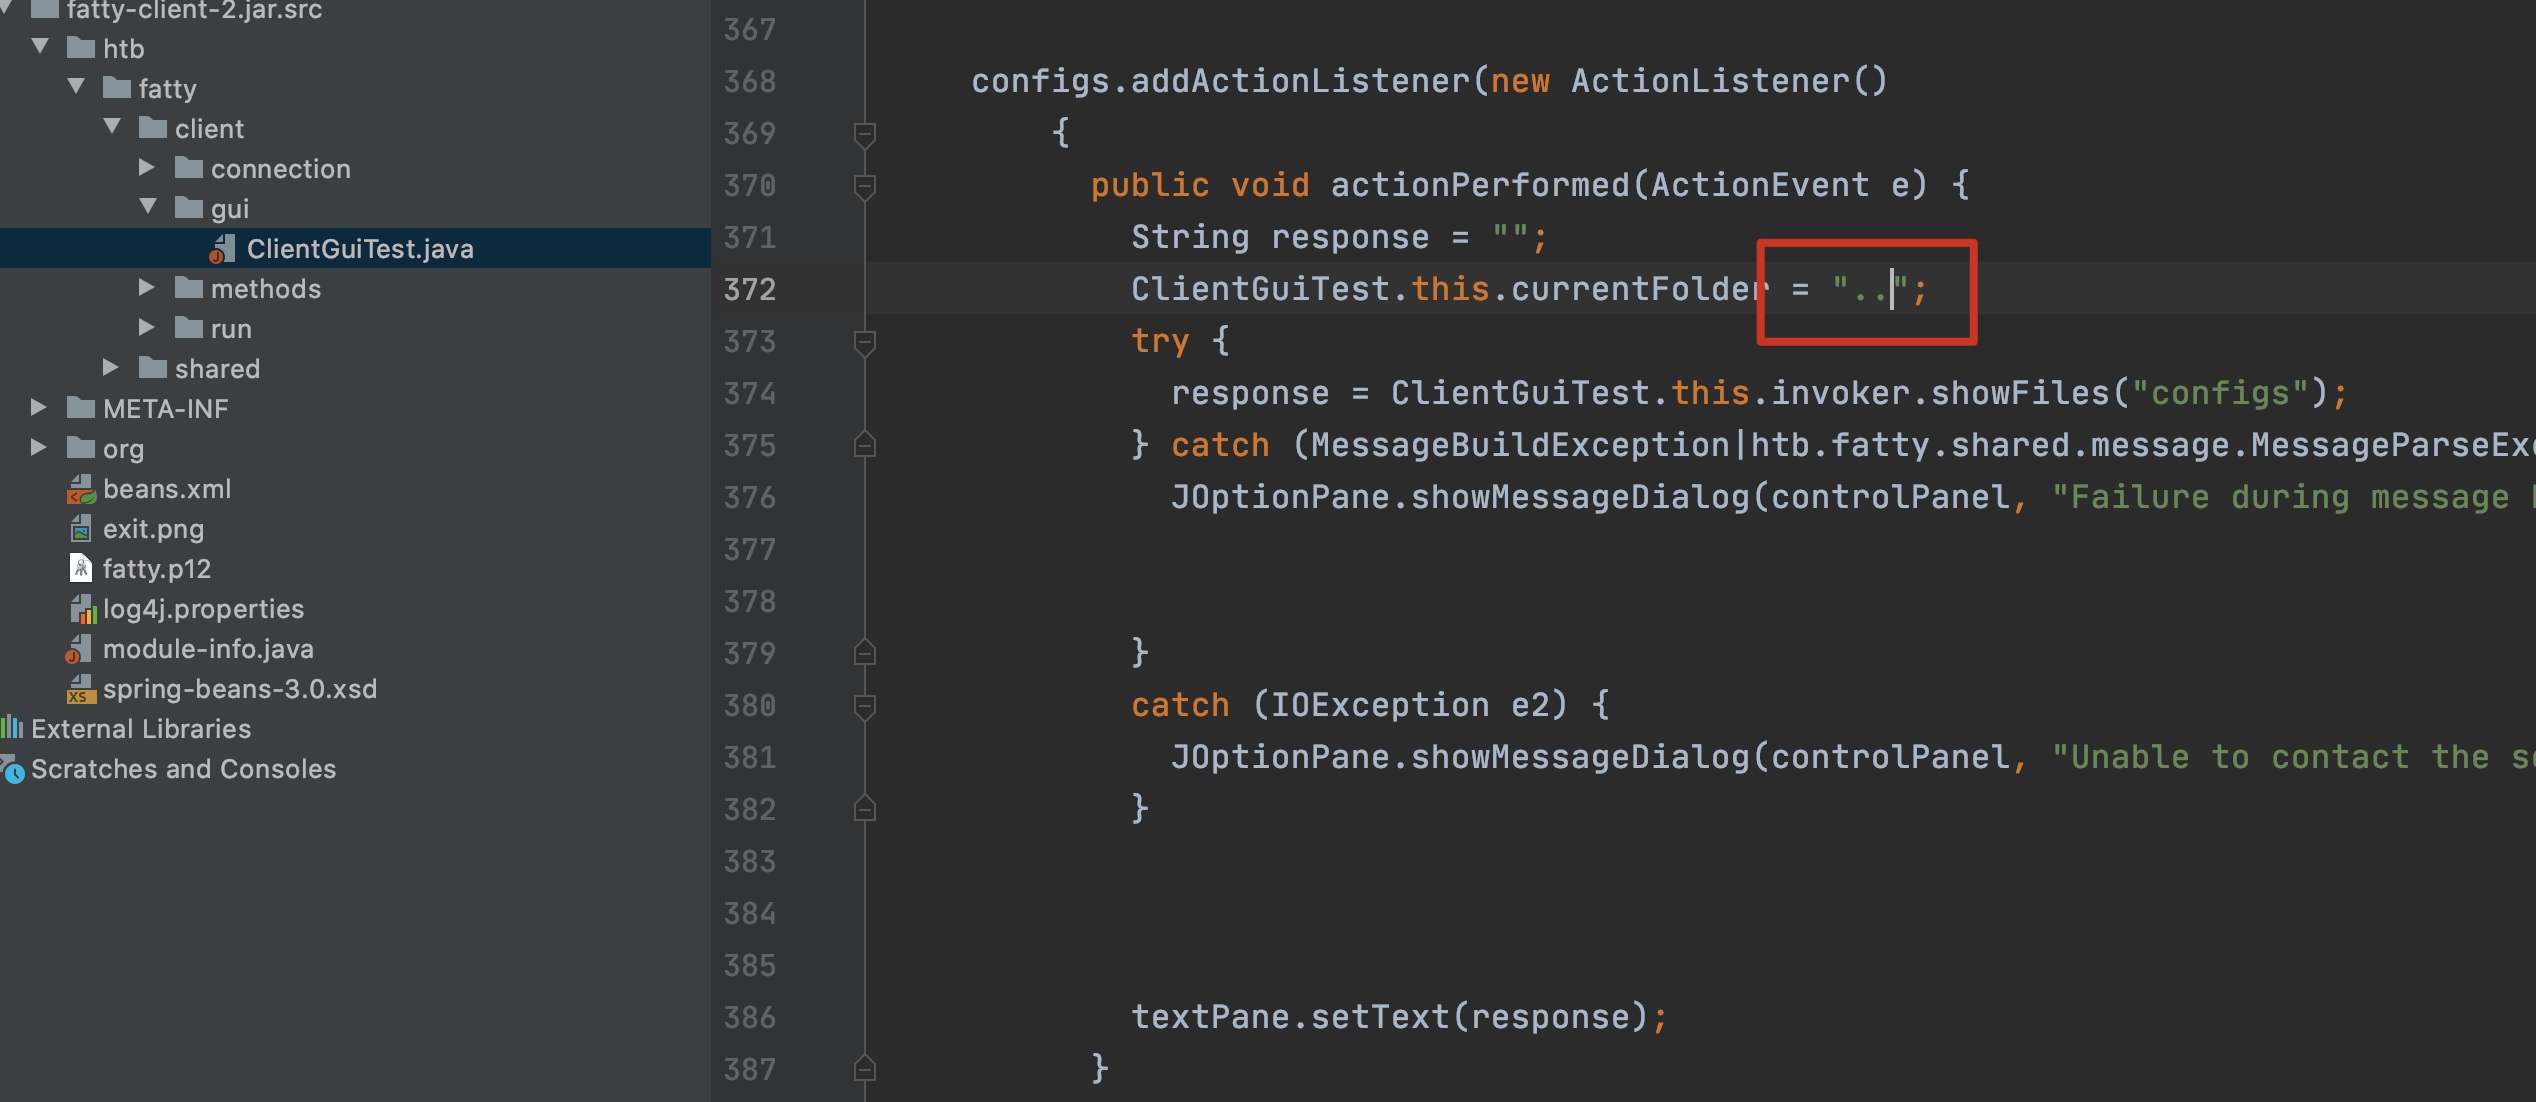 fatty-client-2.jar.src
htb
fatty
client
connection
gui
ClientGuiTest.java
methods
run
shared
META-INF
org
beans.xml
exit.png
fatty.p12
log4j.properties
module-info.java
spring-beans-3.0.xsd
External Libraries
Scratches and Consoles
367
368 configs.addActionListener(new ActionListener()
369 {
370 public void actionPerformed(ActionEvent e) {
371 String response = "";
372 ClientGuiTest.this.currentFolder = "..";
373 try {
374 response = ClientGuiTest.this.invoker.showFiles("configs");
375 } catch (MessageBuildException|htb.fatty.shared.message.MessageParseExc
376 JOptionPane.showMessageDialog(controlPanel, "Failure during message
377
378
379 }
380 catch (IOException e2) {
381 JOptionPane.showMessageDialog(controlPanel, "Unable to contact the se
382 }
383
384
385
386 textPane.setText(response);
387 }